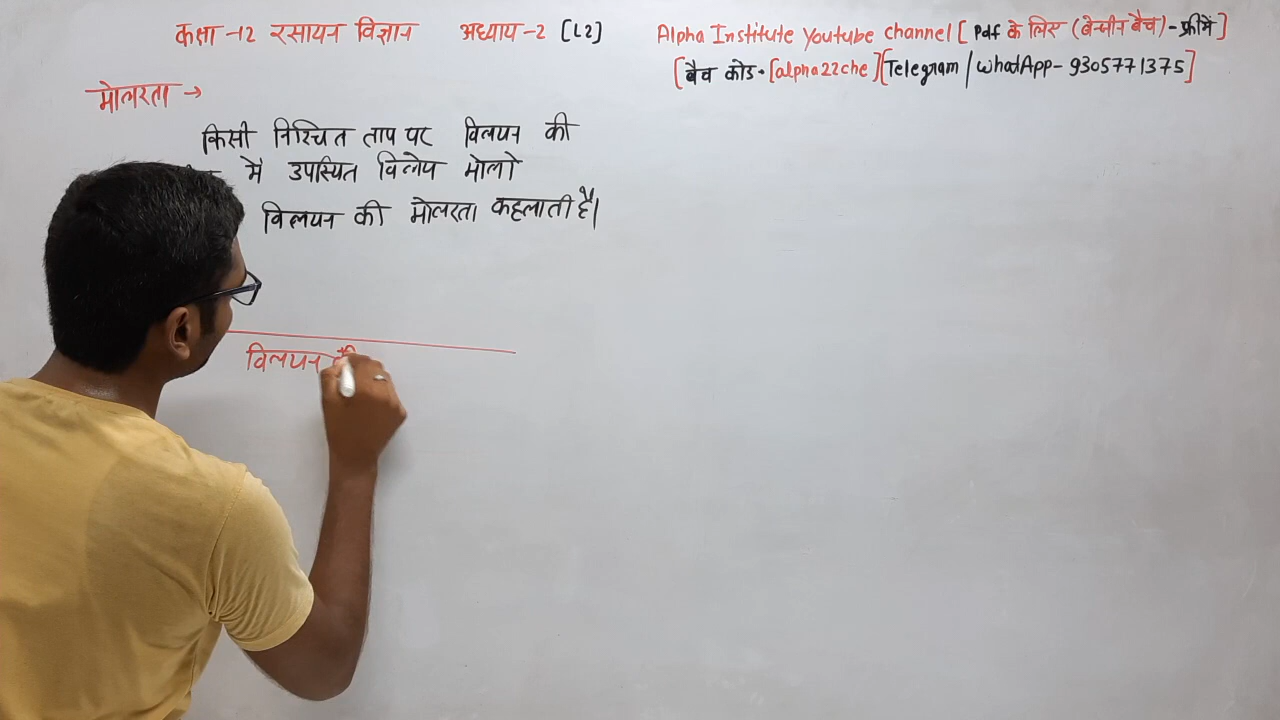 कक्षा -12 रसायन विज्ञान अध्याय-2 [L2]
Alpha Institute Youtube channel [ Pdf के लिए (बेन्जीन बैच) - फ्री में ]
[ बैच कोड - [alpha22che] [Telegram / WhatApp - 9305771375]
मोलरता →
किसी निश्चित ताप पर विलयन की
में उपस्थित विलेय मोलो
विलयन की मोलरता कहलाती है।
विलयन